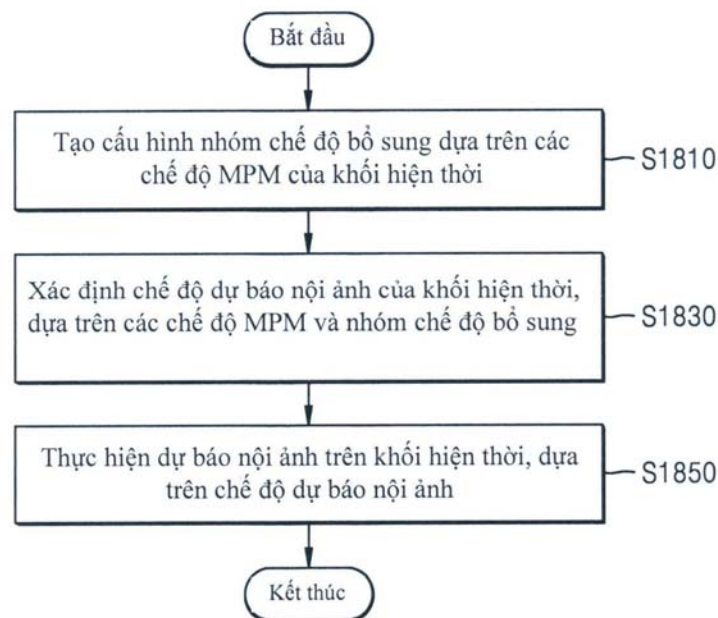 Bắt đầu
Tạo cấu hình nhóm chế độ bổ sung dựa trên các
chế độ MPM của khối hiện thời
S1810
Xác định chế độ dự báo nội ảnh của khối hiện thời,
dựa trên các chế độ MPM và nhóm chế độ bổ sung
S1830
Thực hiện dự báo nội ảnh trên khối hiện thời, dựa
trên chế độ dự báo nội ảnh
S1850
Kết thúc